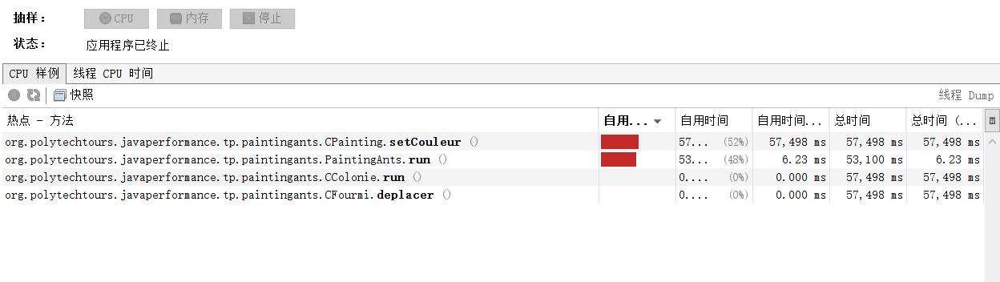 抽样： CPU 内存 停止
状态： 应用程序已终止
CPU 样例 线程 CPU 时间
快照 线程 Dump
热点 - 方法 自用... 自用时间 自用时间... 总时间 总时间 (...
org.polytechtours.javaperformance.tp.paintingants.CPainting.setCouleur () 57... (52%) 57,498 ms 57,498 ms 57,498 ms
org.polytechtours.javaperformance.tp.paintingants.PaintingAnts.run () 53... (48%) 6.23 ms 53,100 ms 6.23 ms
org.polytechtours.javaperformance.tp.paintingants.CColonie.run () 0.... (0%) 0.000 ms 57,498 ms 57,498 ms
org.polytechtours.javaperformance.tp.paintingants.CFourmi.deplacer () 0.... (0%) 0.000 ms 57,498 ms 57,498 ms